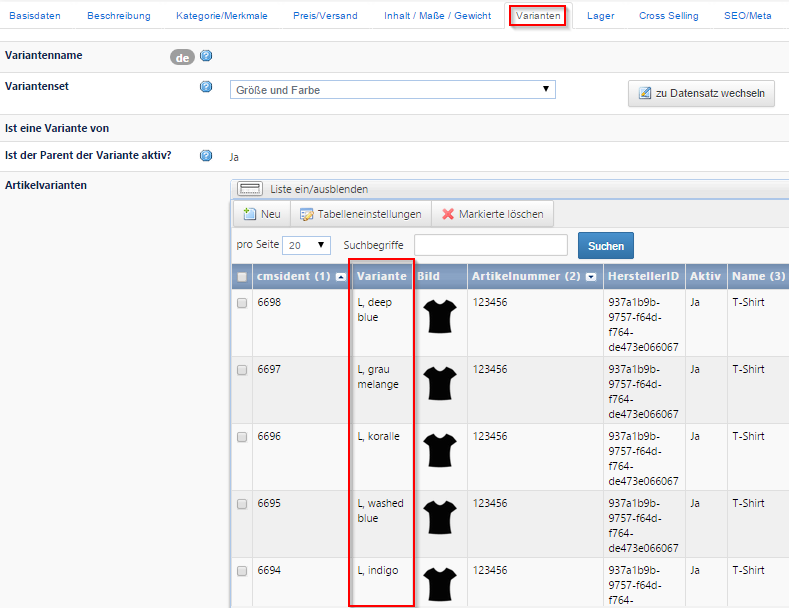 Basisdaten Beschreibung Kategorie/Merkmale Preis/Versand Inhalt / Maße / Gewicht Varianten Lager Cross Selling SEO/Meta
Variantenname de ?
Variantenset ? Größe und Farbe zu Datensatz wechseln
Ist eine Variante von
Ist der Parent der Variante aktiv? ? Ja
Artikelvarianten Liste ein/ausblenden
Neu Tabelleneinstellungen Markierte löschen
pro Seite 20 Suchbegriffe Suchen
cmsident (1) Variante Bild Artikelnummer (2) HerstellerID Aktiv Name (3)
6698 L, deep 123456 937a1b9b- Ja T-Shirt
blue 9757-f64d-
f764-
de473e066067
6697 L, grau 123456 937a1b9b- Ja T-Shirt
melange 9757-f64d-
f764-
de473e066067
6696 L, koralle 123456 937a1b9b- Ja T-Shirt
9757-f64d-
f764-
de473e066067
6695 L, washed 123456 937a1b9b- Ja T-Shirt
blue 9757-f64d-
f764-
de473e066067
6694 L, indigo 123456 937a1b9b- Ja T-Shirt
9757-f64d-
f764-